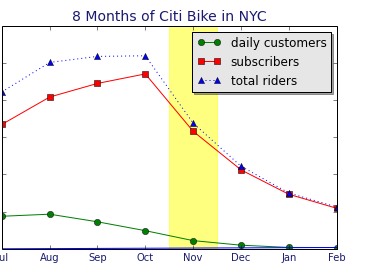 8 Months of Citi Bike in NYC
daily customers
subscribers
total riders
ul Aug Sep Oct Nov Dec Jan Feb